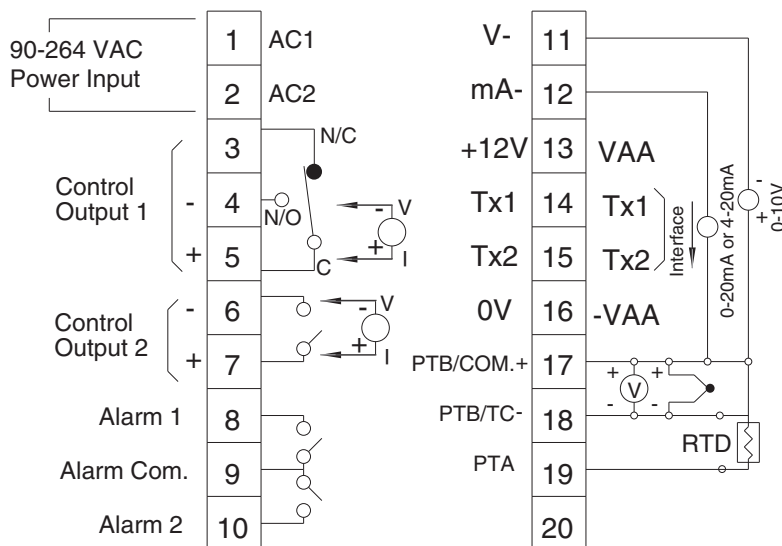 90-264 VAC
Power Input
1 AC1
2 AC2
3
N/C
Control
Output 1
-
4
N/O
- V
+
5
C
+ I
Control
Output 2
-
6
- V
+
7
+ I
Alarm 1
8
Alarm Com.
9
Alarm 2
10
V- 11
mA- 12
+12V 13 VAA
Tx1 14 Tx1
Tx2 15 Tx2
Interface
0V 16 -VAA
0-20mA or 4-20mA
-
+
0-10V
PTB/COM.+ 17
+ +
V
- -
PTB/TC- 18
RTD
PTA 19
20